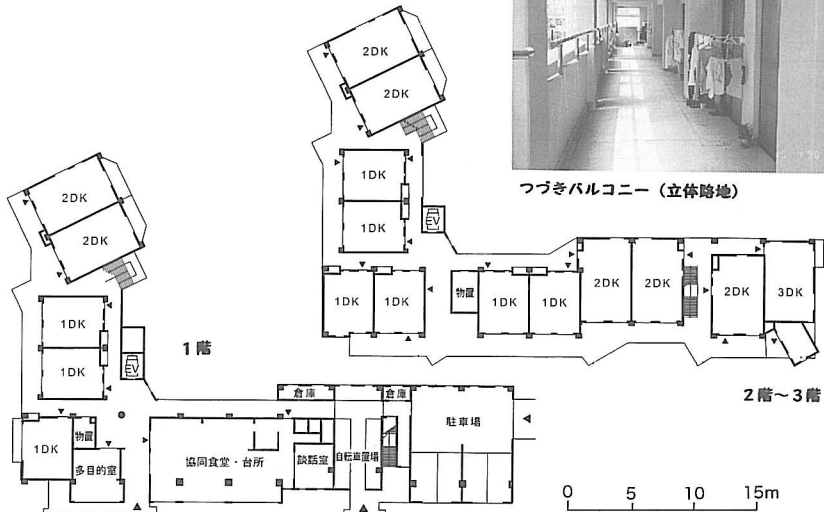 つづきバルコニー（立体路地）
2DK
2DK
1DK
1DK
EV
1DK
1DK
物置
1DK
1DK
2DK
2DK
2DK
3DK
2階〜3階
2DK
2DK
1DK
1DK
EV
1階
1DK
物置
多目的室
倉庫
倉庫
協同食堂・台所
談話室
自転車置場
駐車場
0 5 10 15m